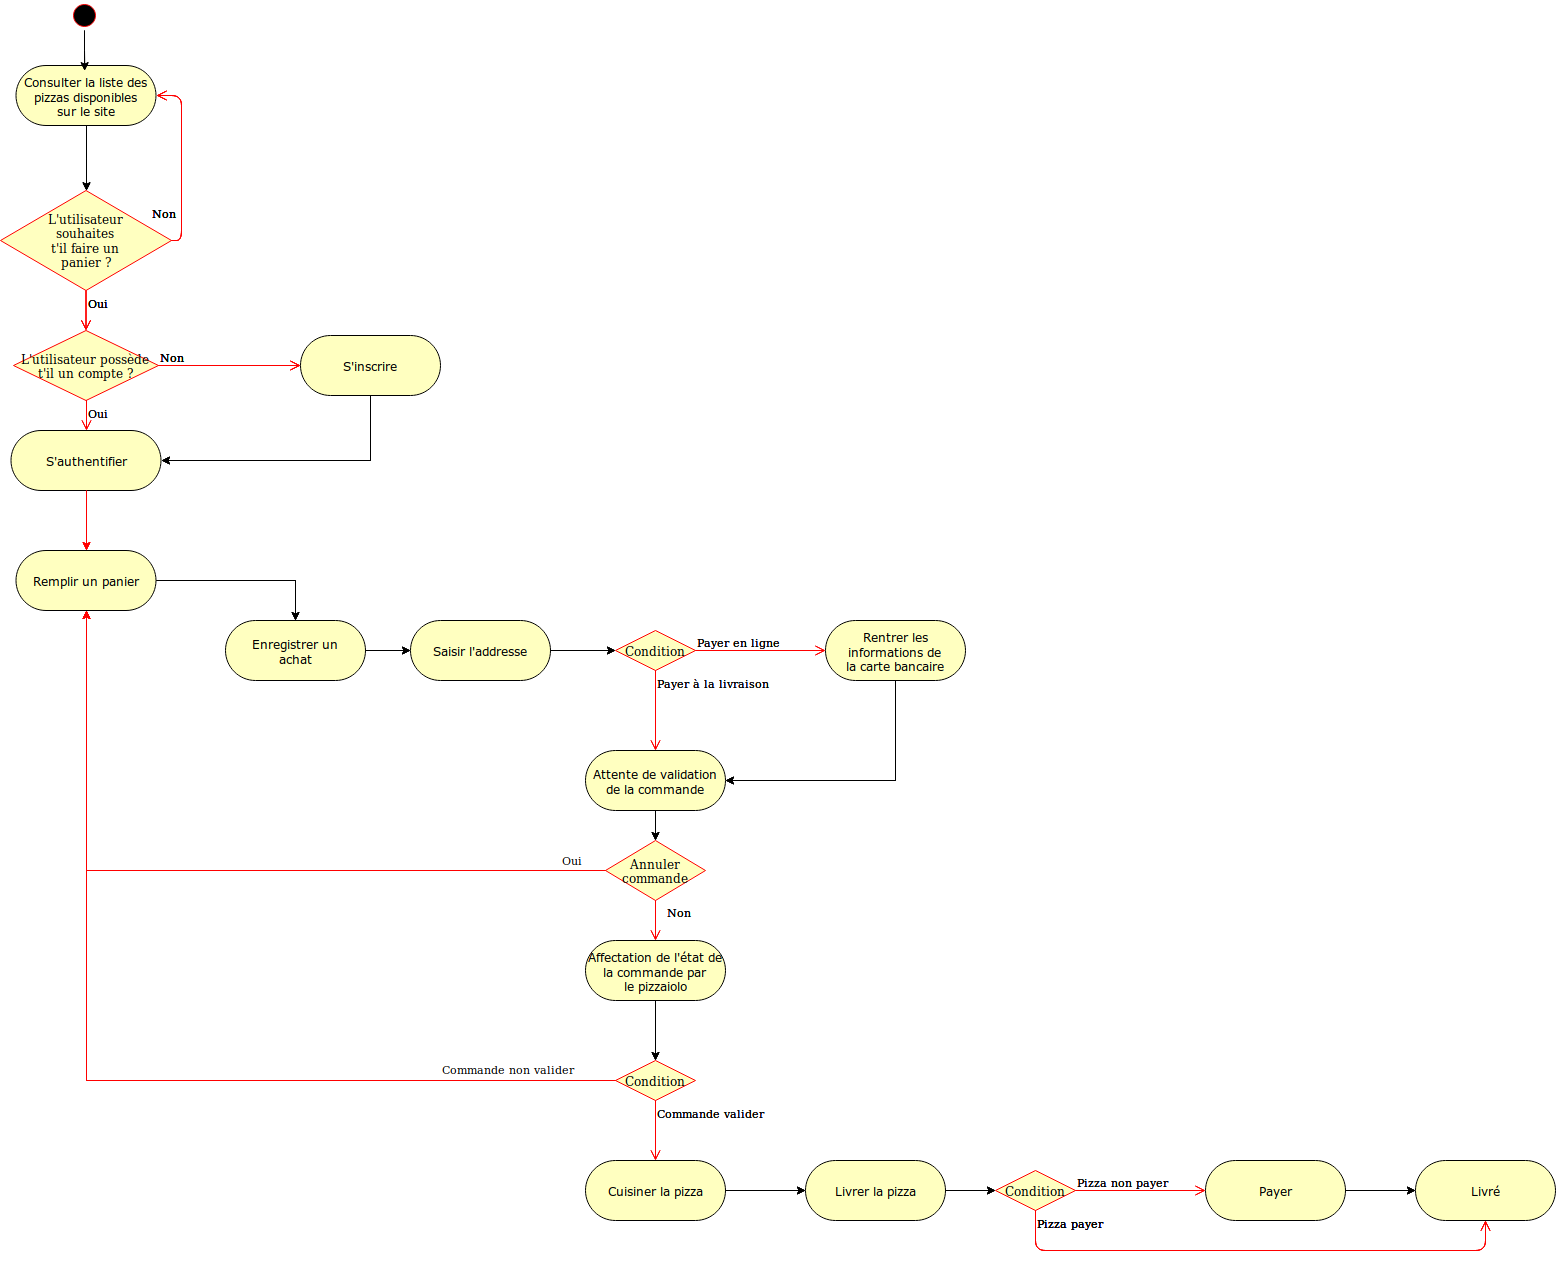 Consulter la liste des
pizzas disponibles
sur le site
Non
L'utilisateur
souhaites
t'il faire un
panier ?
Oui
L'utilisateur possède
t'il un compte ?
Non
S'inscrire
Oui
S'authentifier
Remplir un panier
Enregistrer un
achat
Saisir l'addresse
Condition
Payer en ligne
Rentrer les
informations de
la carte bancaire
Payer à la livraison
Attente de validation
de la commande
Oui
Annuler
commande
Non
Affectation de l'état de
la commande par
le pizzaiolo
Commande non valider
Condition
Commande valider
Cuisiner la pizza
Livrer la pizza
Condition
Pizza non payer
Payer
Livré
Pizza payer